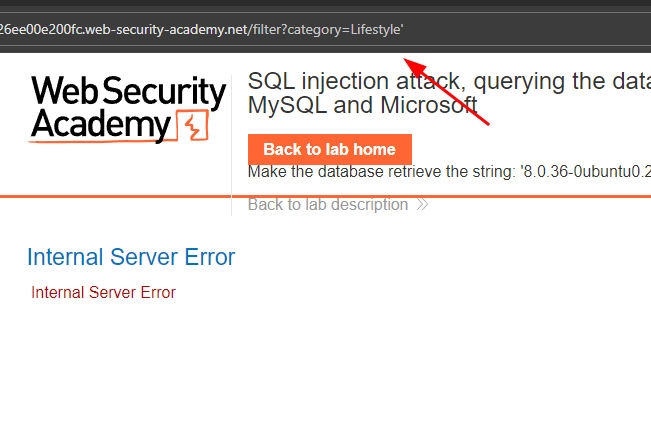 26ee00e200fc.web-security-academy.net/filter?category=Lifestyle'
WebSecurity
Academy
SQL injection attack, querying the data
MySQL and Microsoft
Back to lab home
Make the database retrieve the string: '8.0.36-0ubuntu0.2
Back to lab description
Internal Server Error
Internal Server Error